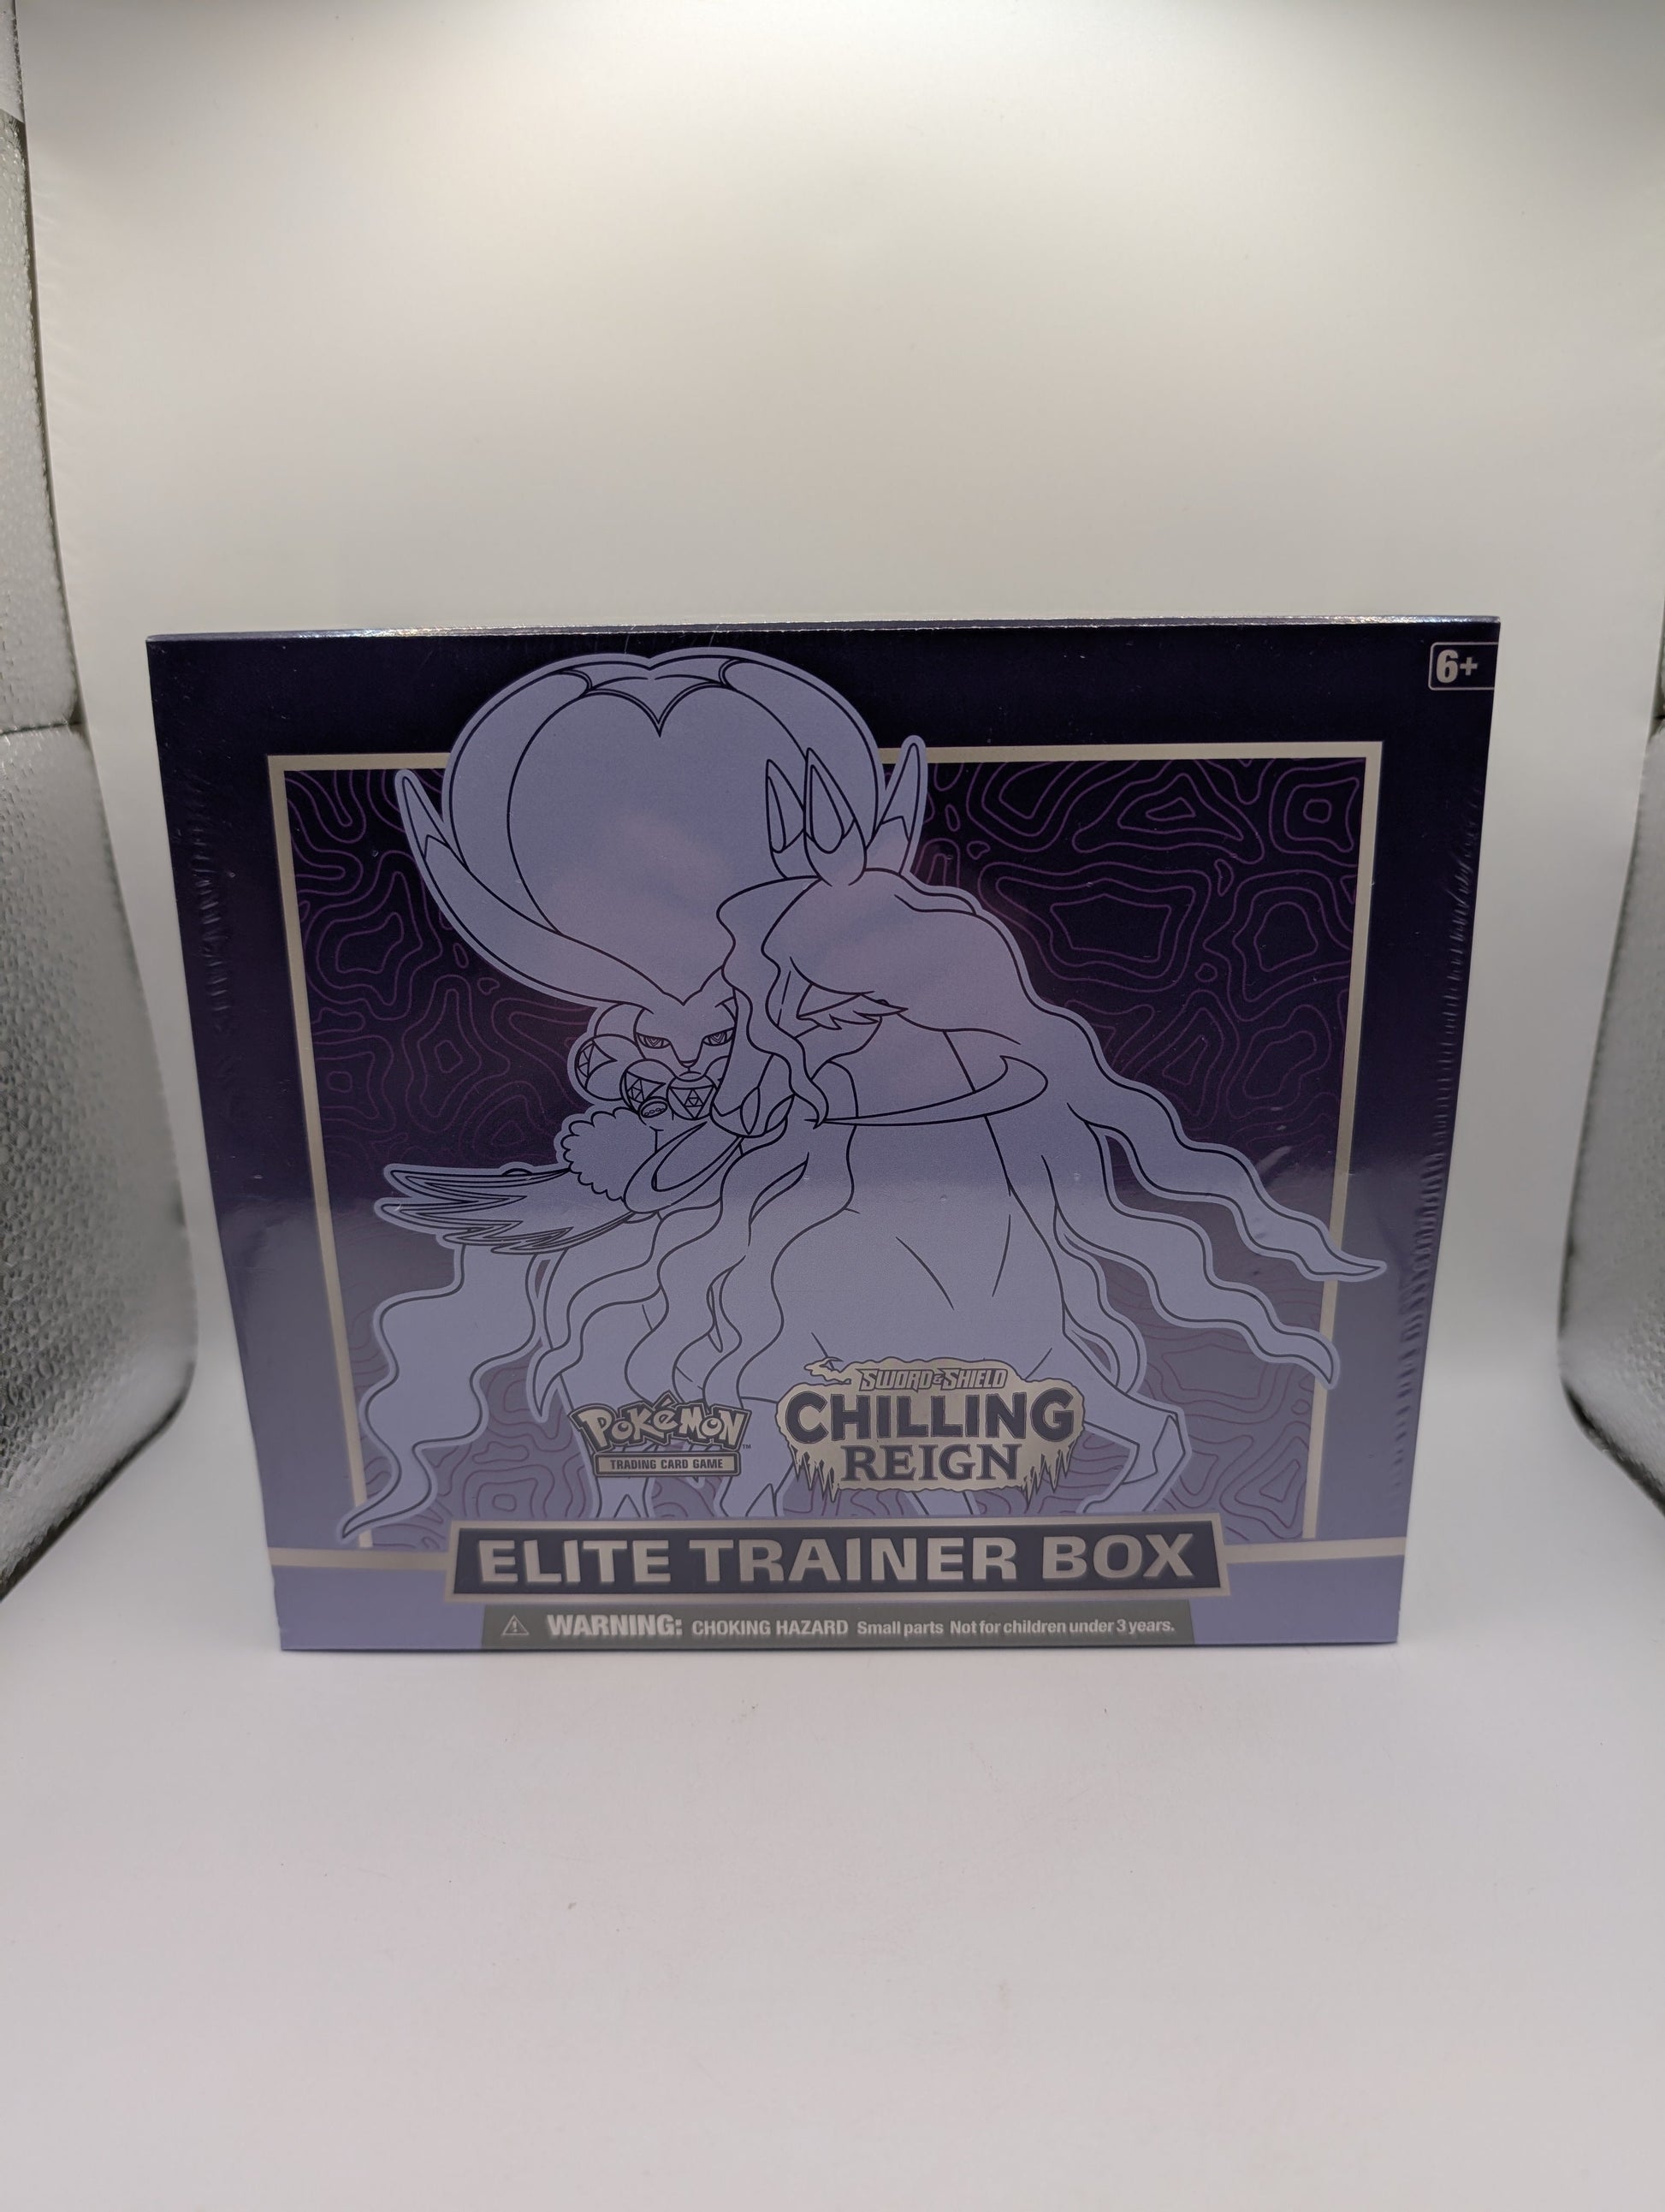 6+
SWORD & SHIELD
CHILLING
REIGN
POKéMON™
TRADING CARD GAME
ELITE TRAINER BOX
WARNING: CHOKING HAZARD Small parts Not for children under 3 years.